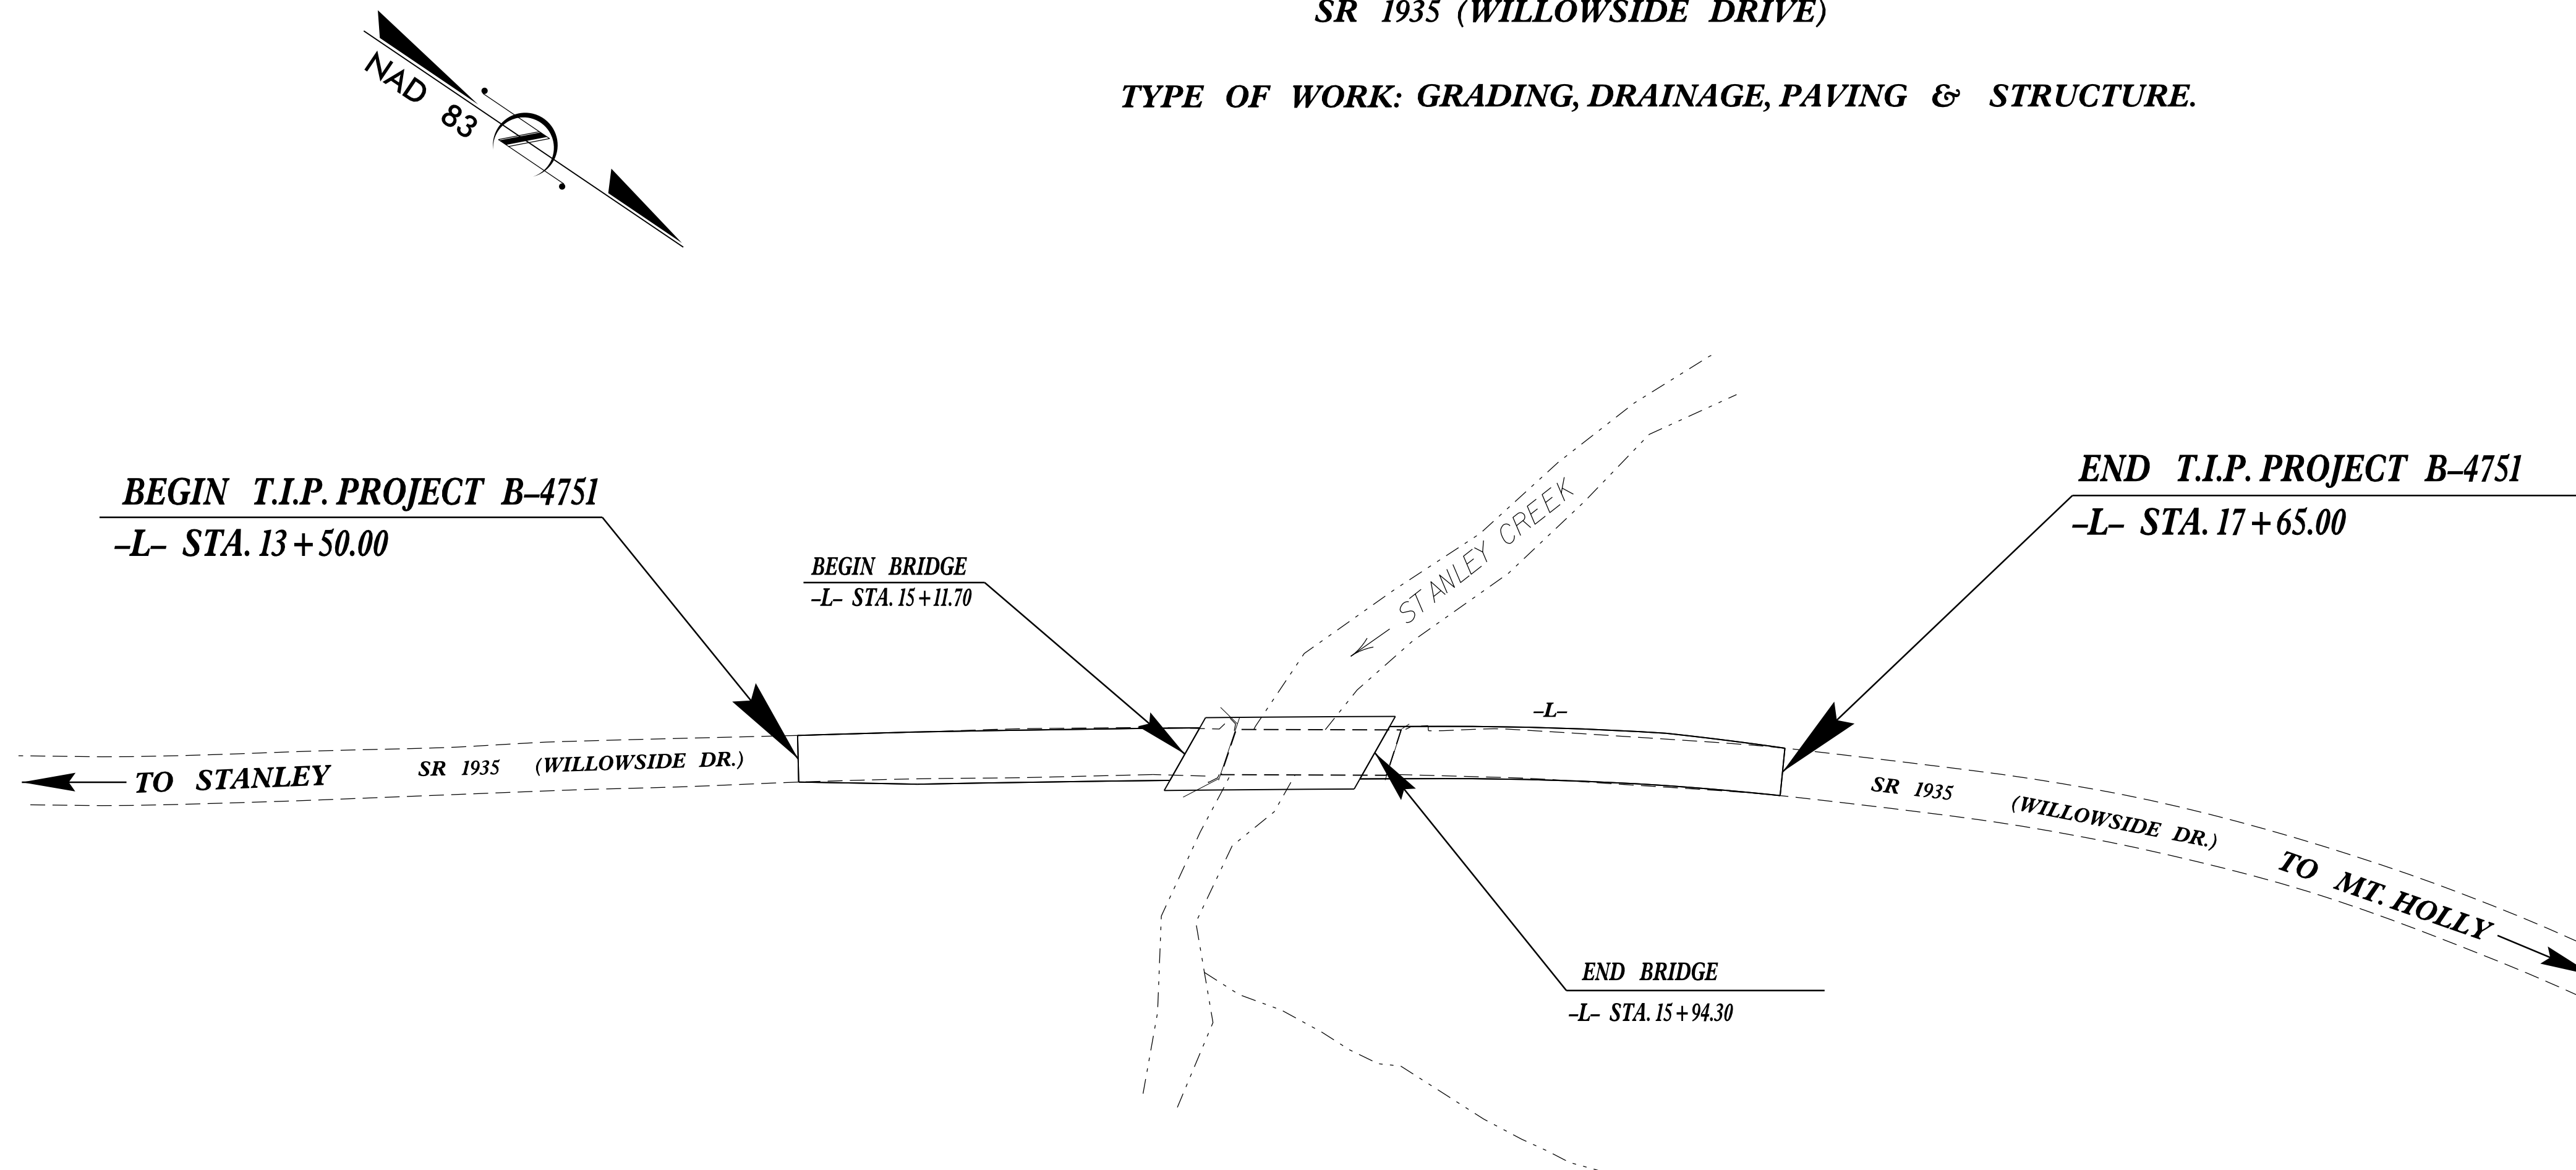 SR 1935 (WILLOWSIDE DRIVE)
TYPE OF WORK: GRADING, DRAINAGE, PAVING & STRUCTURE.
NAD 83
BEGIN T.I.P. PROJECT B–4751
–L– STA. 13+50.00
END T.I.P. PROJECT B–4751
–L– STA. 17+65.00
BEGIN BRIDGE
–L– STA. 15+11.70
STANLEY CREEK
–L–
TO STANLEY
SR 1935 (WILLOWSIDE DR.)
SR 1935 (WILLOWSIDE DR.)
TO MT. HOLLY
END BRIDGE
–L– STA. 15+94.30